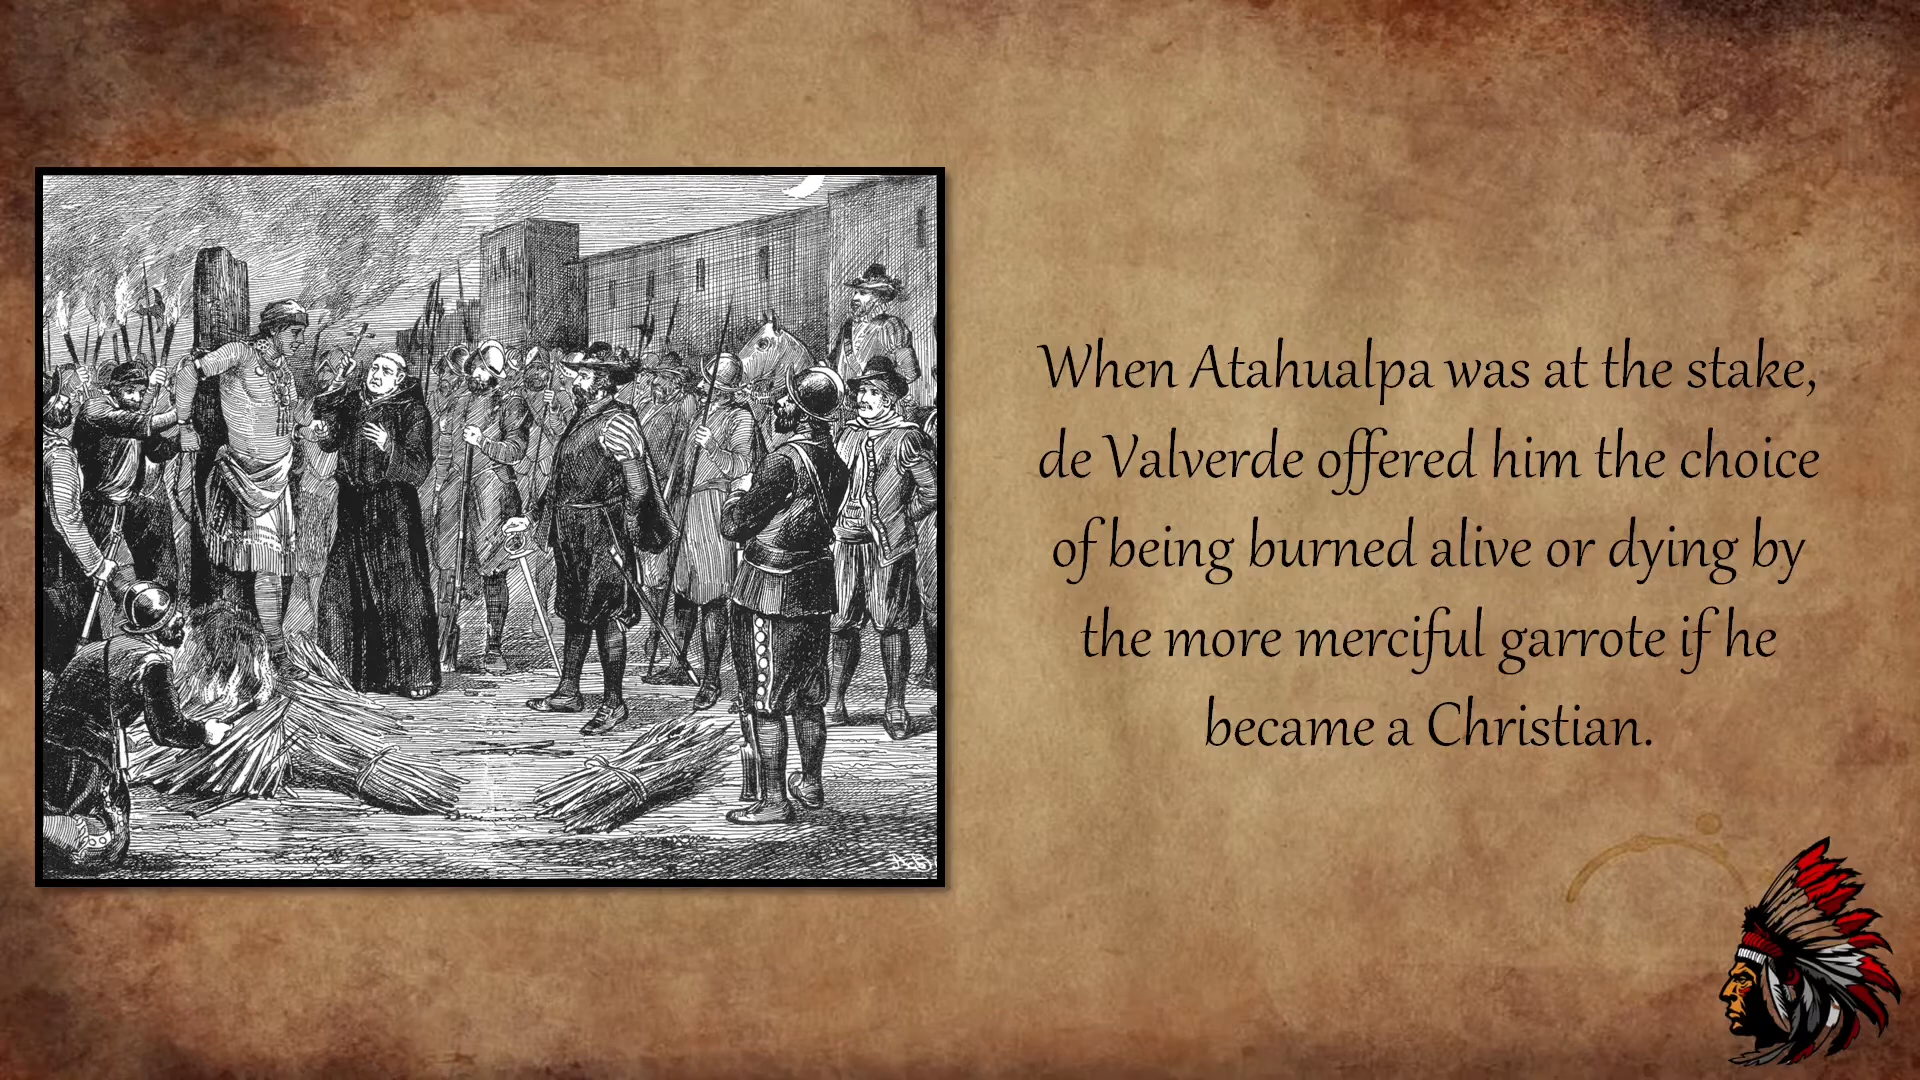 When Atahualpa was at the stake,
de Valverde offered him the choice
of being burned alive or dying by
the more merciful garrote if he
became a Christian.